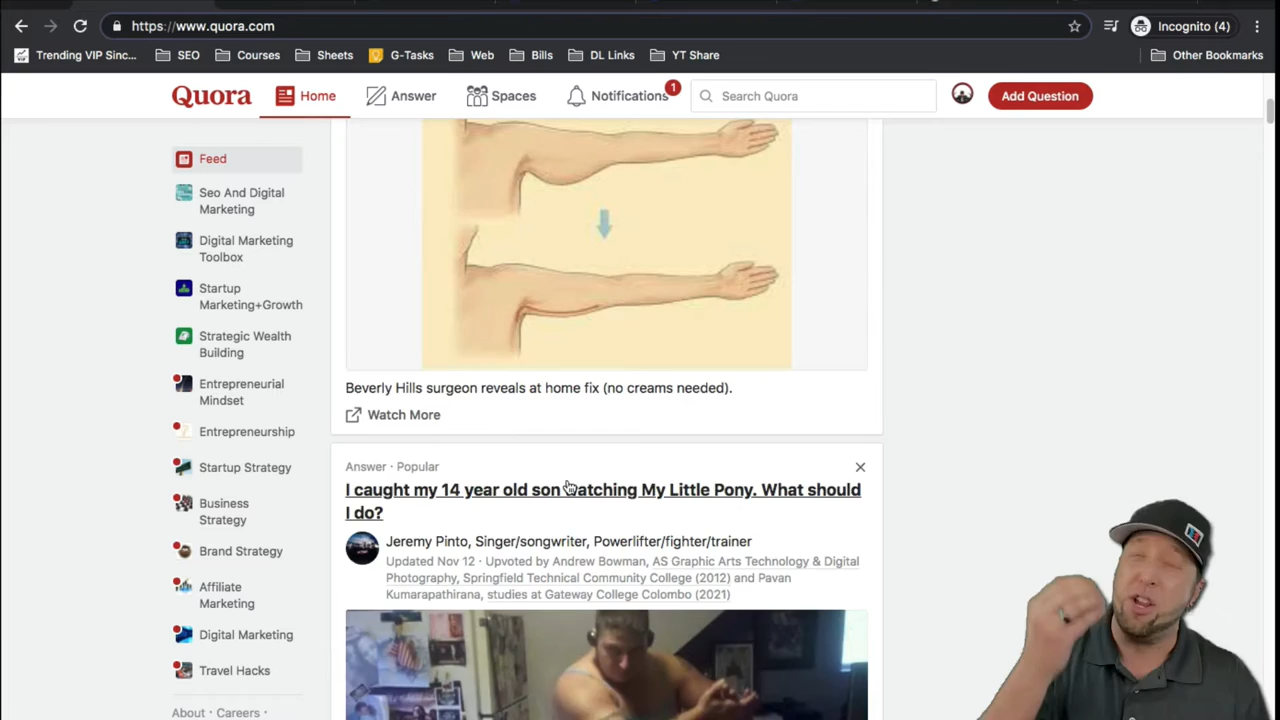 https://www.quora.com
Incognito (4)
Trending VIP Sinc...
SEO
Courses
Sheets
G-Tasks
Web
Bills
DL Links
YT Share
Other Bookmarks
Quora
Home
Answer
Spaces
Notifications
1
Search Quora
Add Question
Feed
Seo And Digital
Marketing
Digital Marketing
Toolbox
Startup
Marketing+Growth
Strategic Wealth
Building
Entrepreneurial
Mindset
Entrepreneurship
Startup Strategy
Business
Strategy
Brand Strategy
Affiliate
Marketing
Digital Marketing
Travel Hacks
About · Careers ·
Beverly Hills surgeon reveals at home fix (no creams needed).
Watch More
Answer · Popular
I caught my 14 year old son watching My Little Pony. What should
I do?
Jeremy Pinto, Singer/songwriter, Powerlifter/fighter/trainer
Updated Nov 12 · Upvoted by Andrew Bowman, AS Graphic Arts Technology & Digital
Photography, Springfield Technical Community College (2012) and Pavan
Kumarapathirana, studies at Gateway College Colombo (2021)